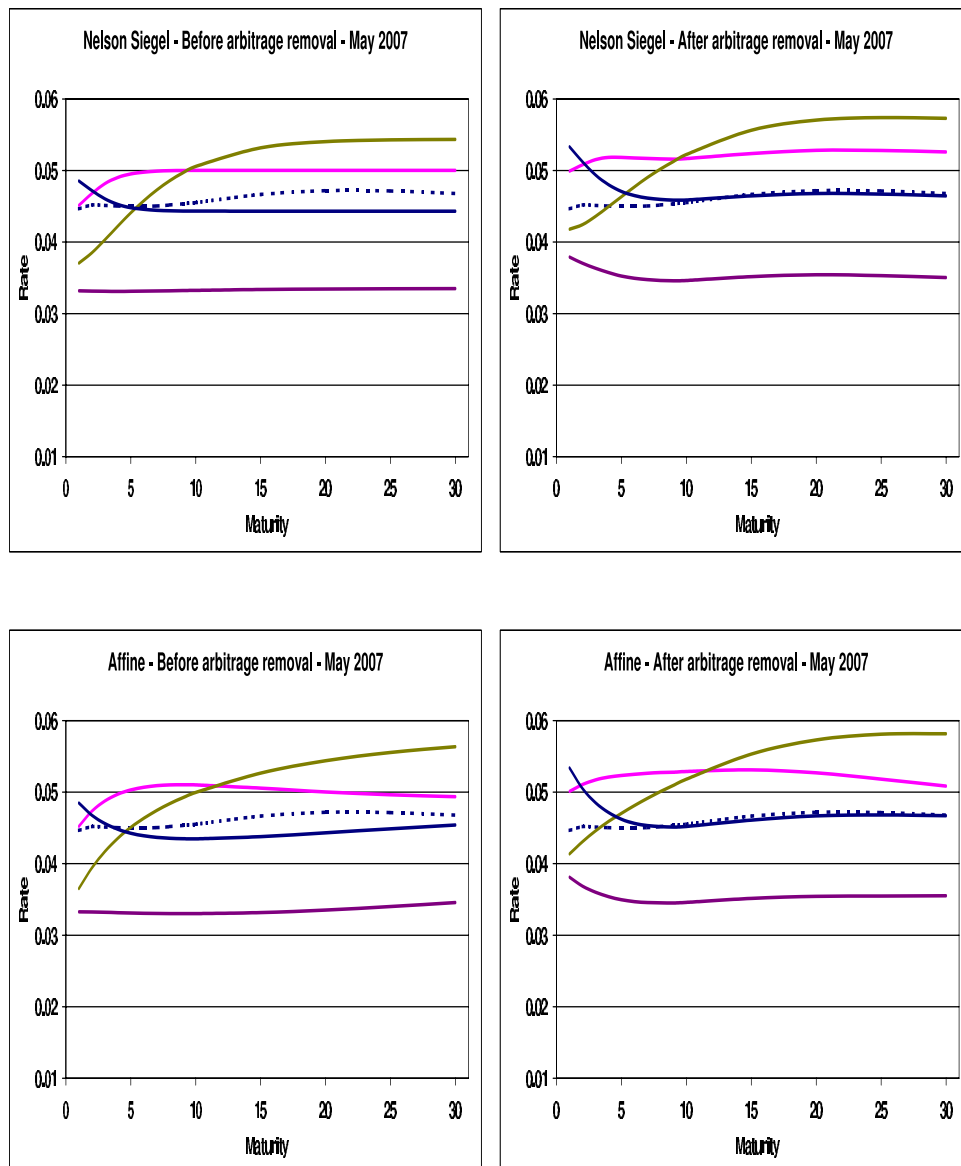 Nelson Siegel - Before arbitrage removal - May 2007
0.06
0.05
0.04
0.03
0.02
0.01
Rate
0 5 10 15 20 25 30
Maturity
Nelson Siegel - After arbitrage removal - May 2007
0.06
0.05
0.04
0.03
0.02
0.01
Rate
0 5 10 15 20 25 30
Maturity
Affine - Before arbitrage removal - May 2007
0.06
0.05
0.04
0.03
0.02
0.01
Rate
0 5 10 15 20 25 30
Maturity
Affine - After arbitrage removal - May 2007
0.06
0.05
0.04
0.03
0.02
0.01
Rate
0 5 10 15 20 25 30
Maturity